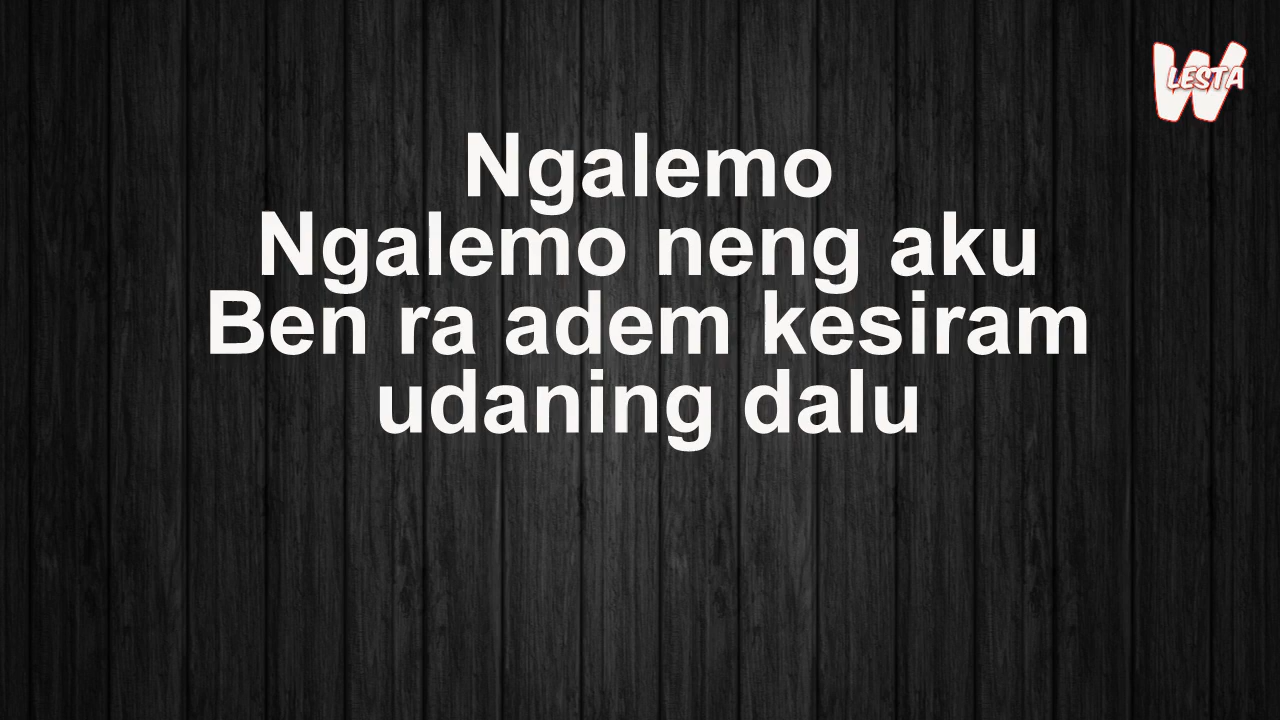 W
LESTA
Ngalemo
Ngalemo neng aku
Ben ra adem kesiram
udaning dalu